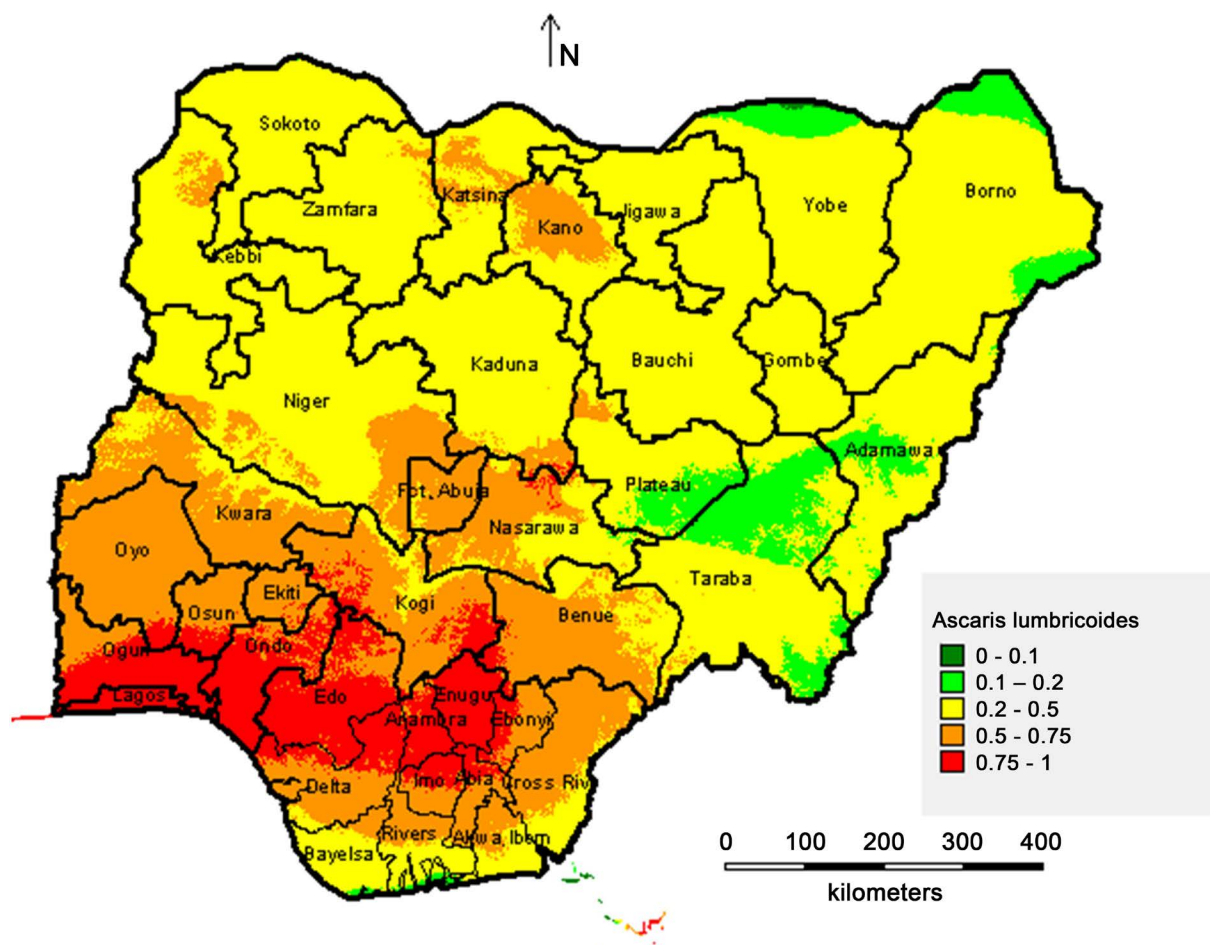 N
Sokoto
Zamfara
Katsina
Kano
Jigawa
Yobe
Borno
Kebbi
Niger
Kaduna
Bauchi
Gombe
Adamawa
Plateau
Fct, Abuja
Nasarawa
Kwara
Oyo
Taraba
Ekiti
Osun
Kogi
Benue
Ogun
Ondo
Lagos
Edo
Enugu
Anambra
Ebonyi
Delta
Imo
Abia
Cross Riv
Rivers
Akwa Ibom
Bayelsa
Ascaris lumbricoides
0 - 0.1
0.1 – 0.2
0.2 - 0.5
0.5 - 0.75
0.75 - 1
0 100 200 300 400
kilometers